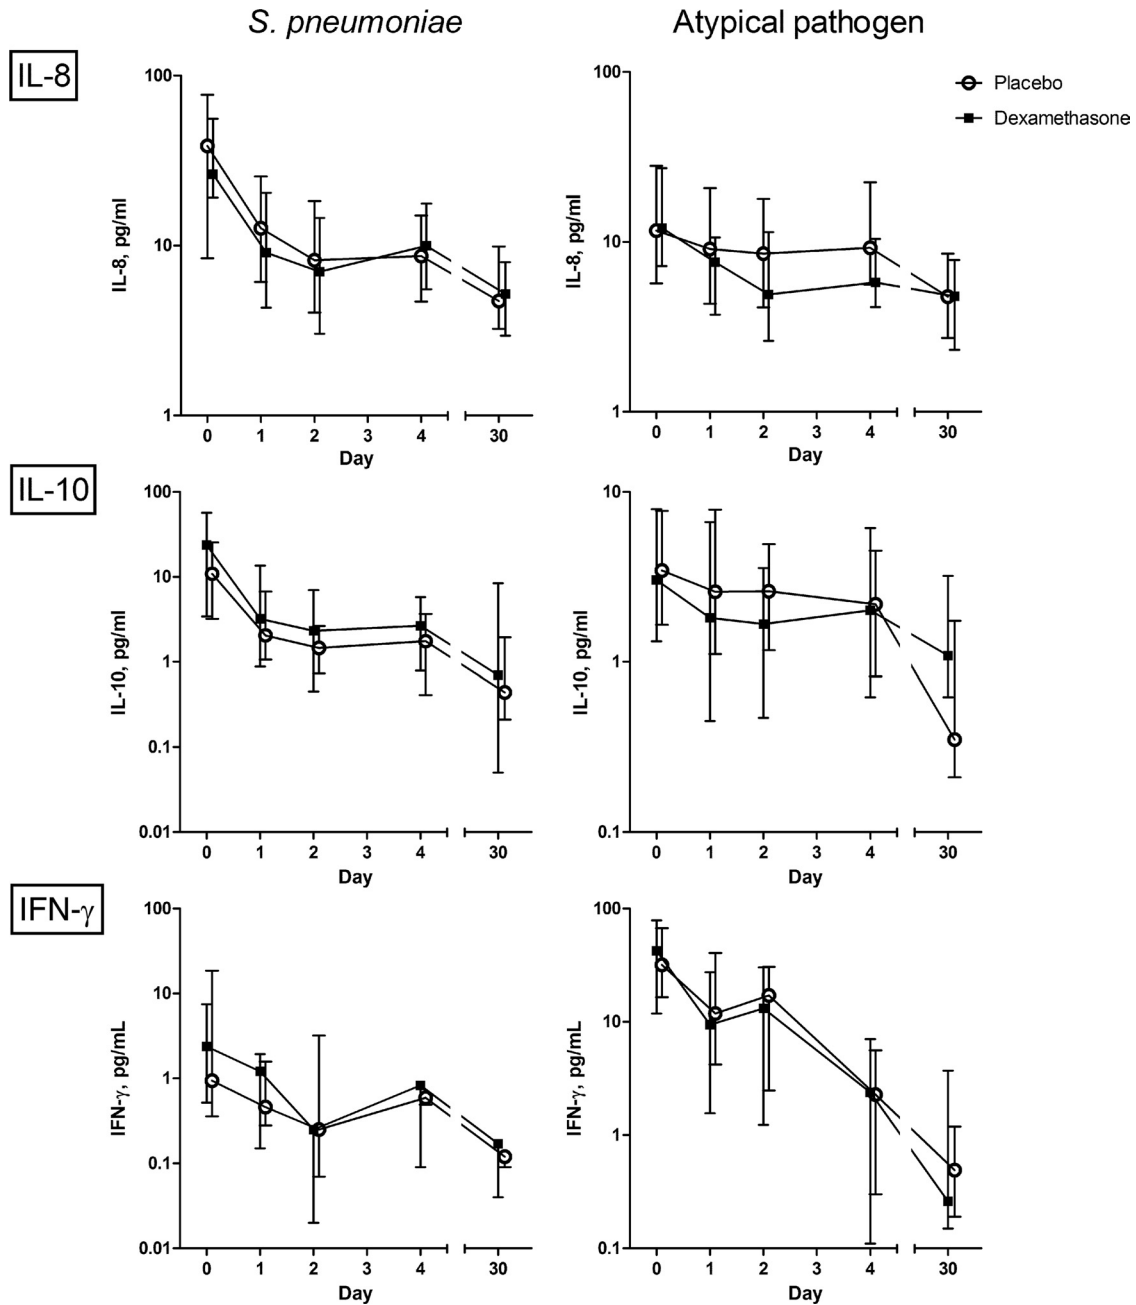 S. pneumoniae
Atypical pathogen
IL-8
100
10
1
IL-8, pg/ml
0 1 2 3 4 30
Day
100
10
1
IL-8, pg/ml
0 1 2 3 4 30
Day
Placebo
Dexamethasone
IL-10
100
10
1
0.1
0.01
IL-10, pg/ml
0 1 2 3 4 30
Day
10
1
0.1
IL-10, pg/ml
0 1 2 3 4 30
Day
IFN-γ
100
10
1
0.1
0.01
IFN-γ, pg/mL
0 1 2 3 4 30
Day
100
10
1
0.1
IFN-γ, pg/mL
0 1 2 3 4 30
Day